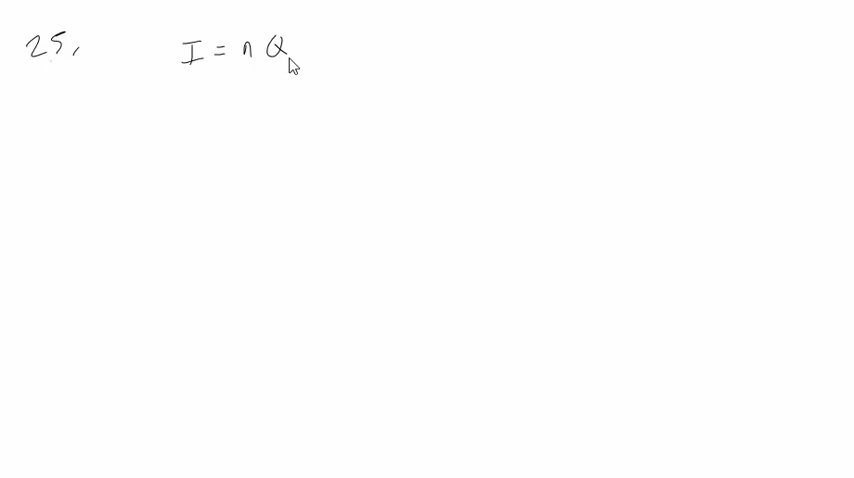 25, I = n Q